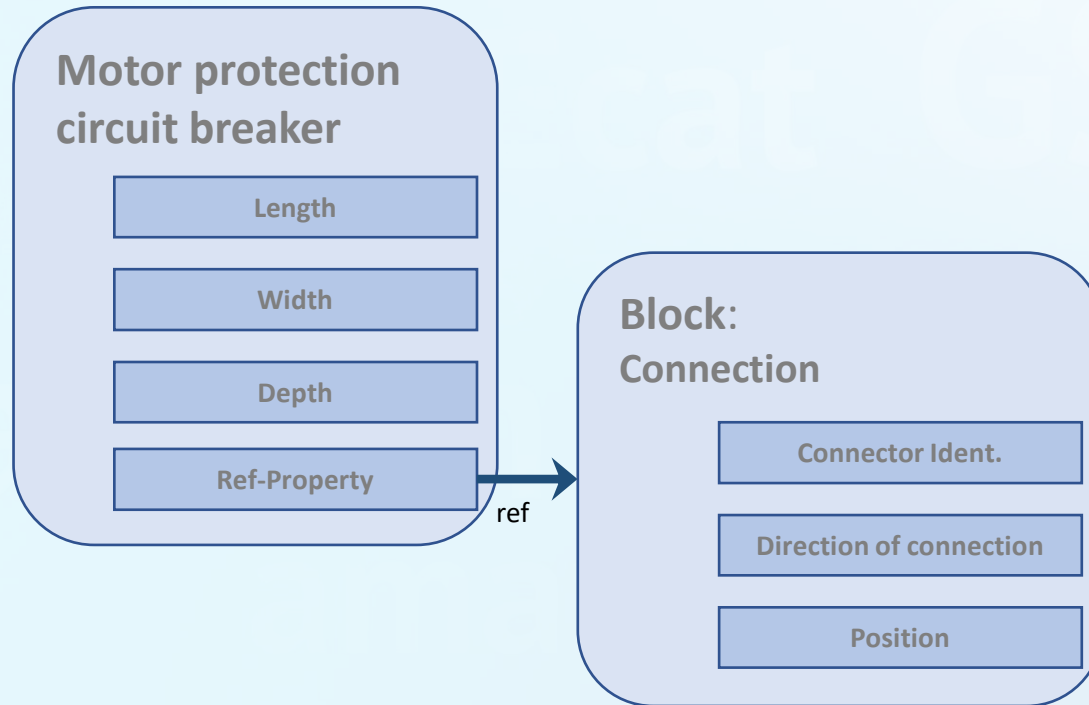 Motor protection
circuit breaker
Length
Width
Depth
Ref-Property
ref
Block:
Connection
Connector Ident.
Direction of connection
Position